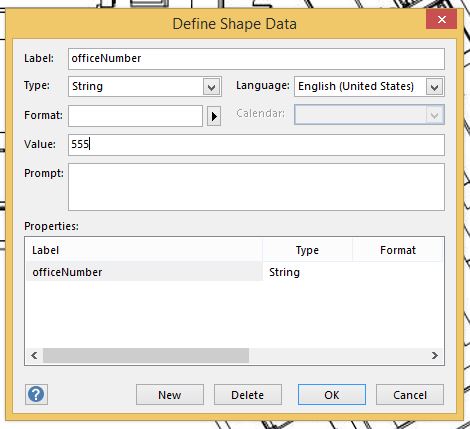 Define Shape Data
Label: officeNumber
Type: String Language: English (United States)
Format: Calendar:
Value: 555
Prompt:
Properties:
Label Type Format
officeNumber String
New Delete OK Cancel